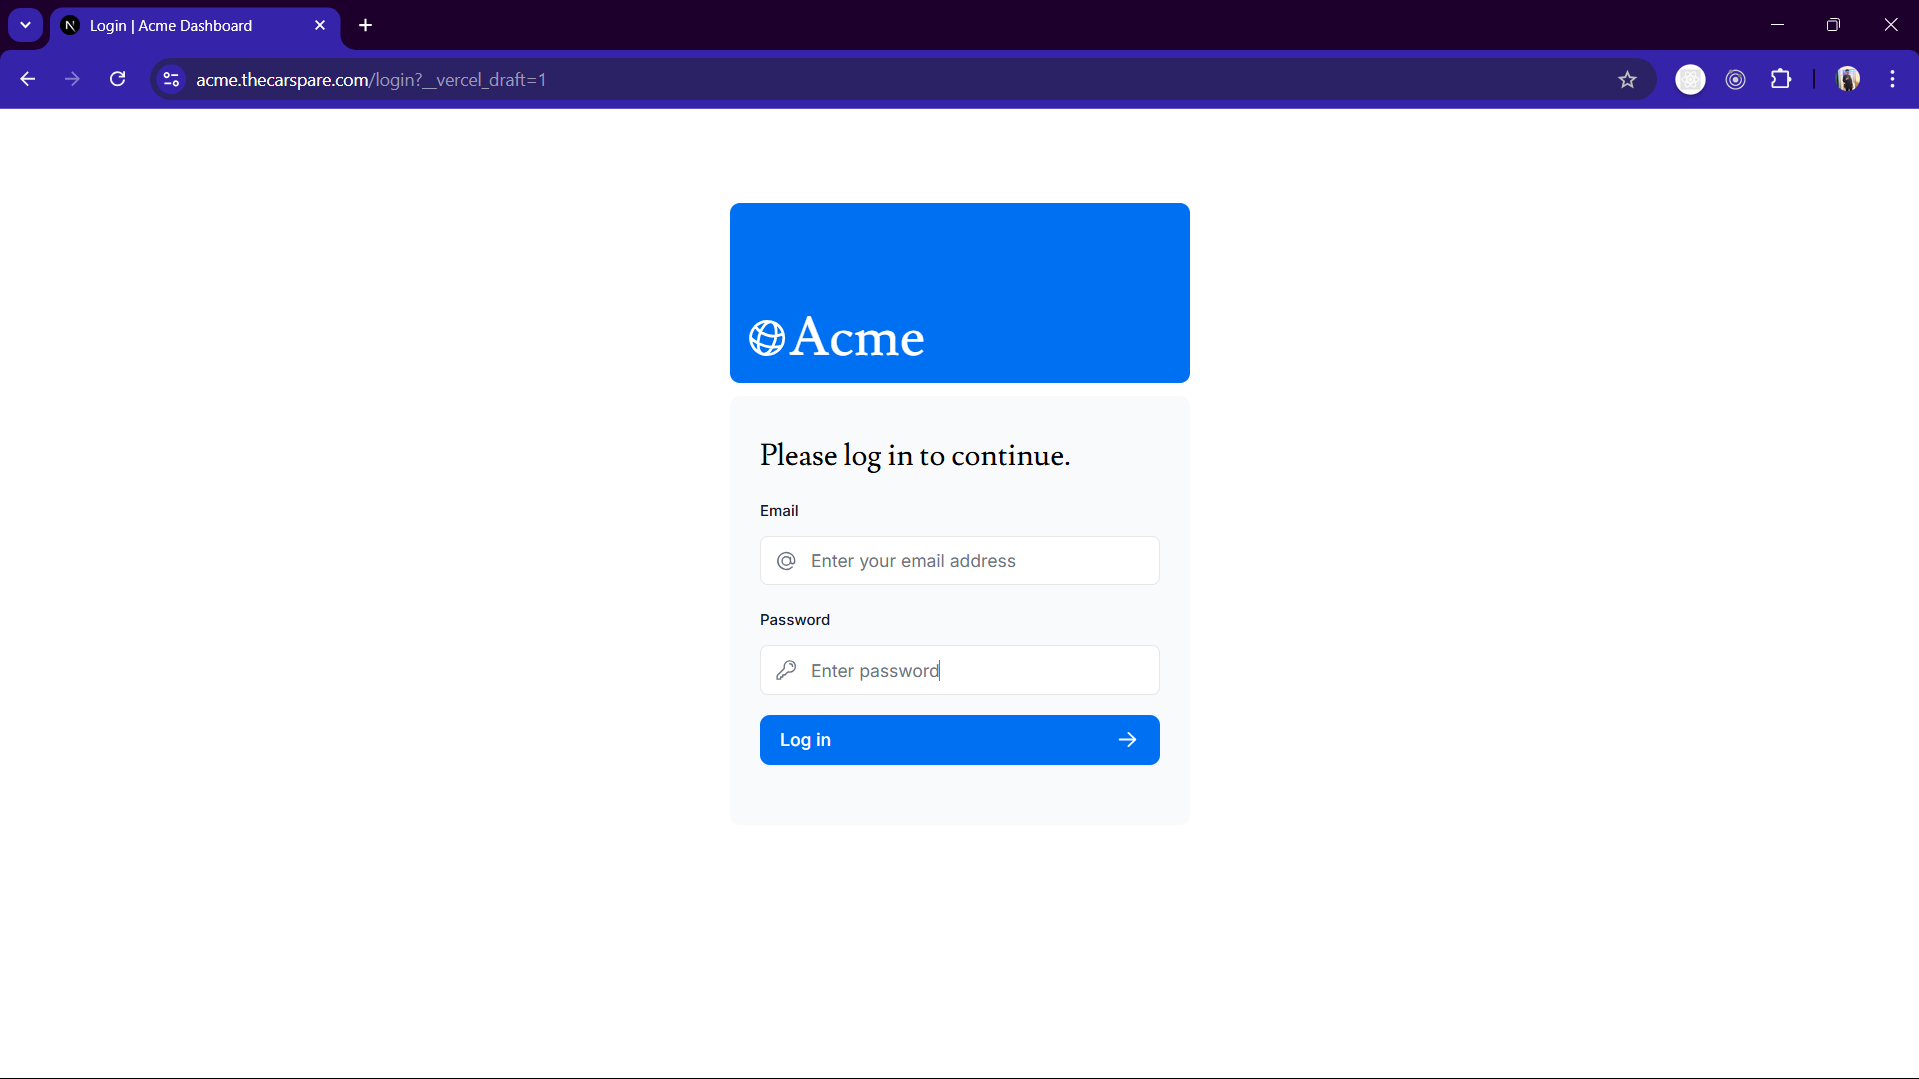 Login | Acme Dashboard
acme.thecarspare.com/login?__vercel_draft=1
Acme
Please log in to continue.
Email
Enter your email address
Password
Enter password
Log in